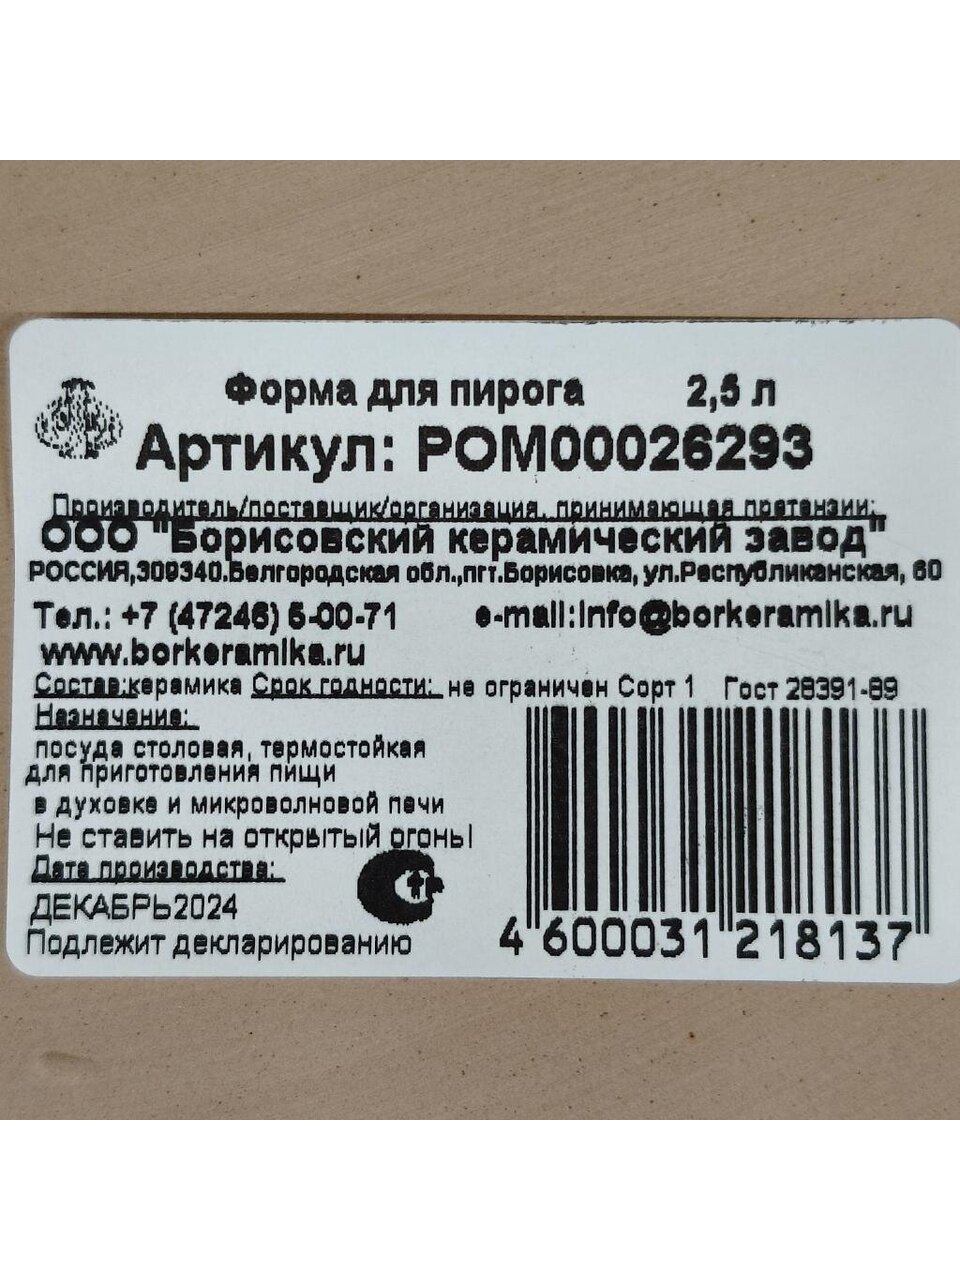 Форма для пирога 2,5 л
Артикул: РОМ00026293
Производитель/поставщик/организация, принимающая претензии:
ООО "Борисовский керамический завод"
РОССИЯ,309340.Белгородская обл.,пгт.Борисовка, ул.Республиканская, 60
Тел.: +7 (47246) 5-00-71 e-mail:info@borkeramika.ru
www.borkeramika.ru
Состав:керамика Срок годности: не ограничен Сорт 1 Гост 28391-89
Назначение:
посуда столовая, термостойкая
для приготовления пищи
в духовке и микроволновой печи
Не ставить на открытый огонь!
Дата производства:
ДЕКАБРЬ2024
Подлежит декларированию
4 600031 218137